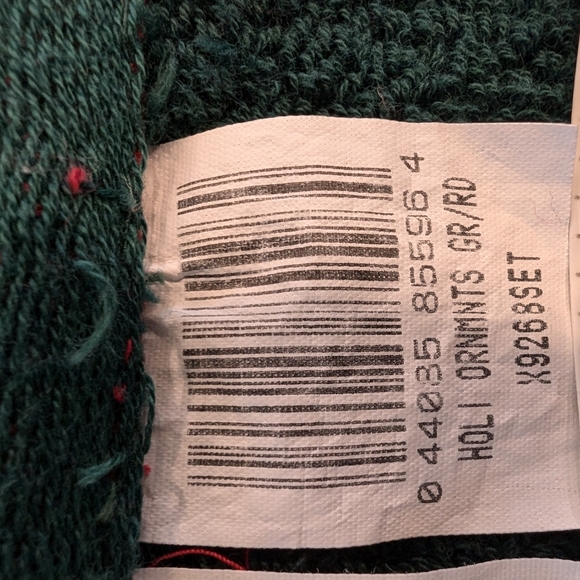 0 44035 85596 4
HOLI ORNMNTS GR/RD
X9268SET